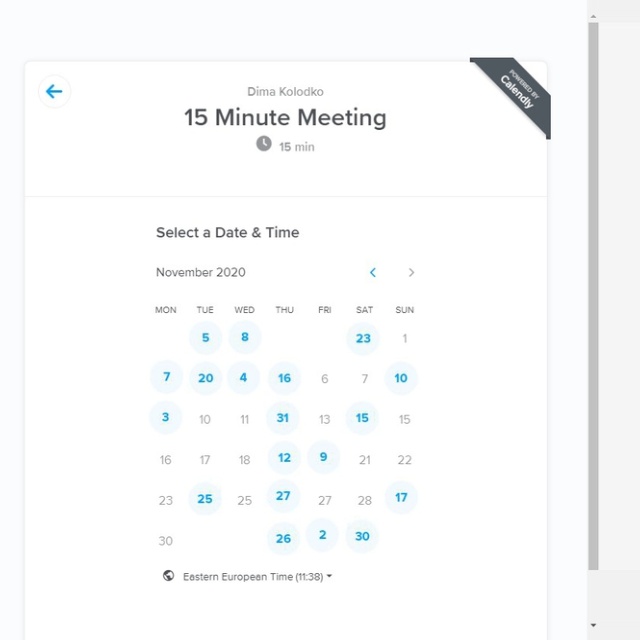 POWERED BY
Calendly
Dima Kolodko
15 Minute Meeting
15 min
Select a Date & Time
November 2020
MON TUE WED THU FRI SAT SUN
5 8 23 1
7 20 4 16 6 7 10
3 10 11 31 13 15 15
16 17 18 12 9 21 22
23 25 25 27 27 28 17
30 26 2 30
Eastern European Time (11:38)